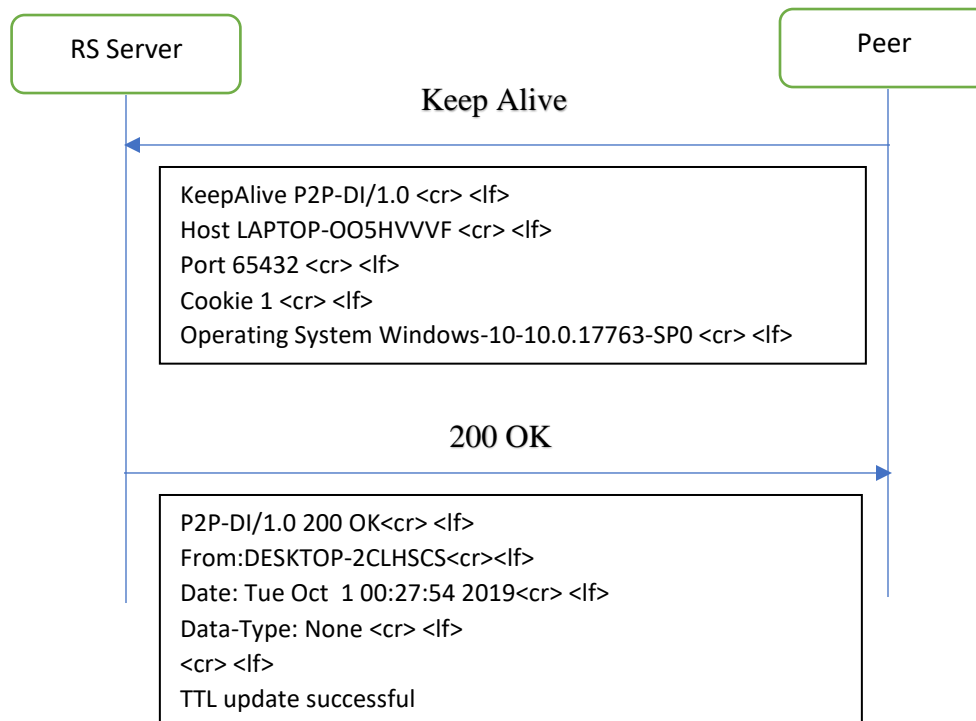 RS Server
Peer
Keep Alive
KeepAlive P2P-DI/1.0 <cr> <lf>
Host LAPTOP-OO5HVVVF <cr> <lf>
Port 65432 <cr> <lf>
Cookie 1 <cr> <lf>
Operating System Windows-10-10.0.17763-SP0 <cr> <lf>
200 OK
P2P-DI/1.0 200 OK<cr> <lf>
From:DESKTOP-2CLHSCS<cr><lf>
Date: Tue Oct  1 00:27:54 2019<cr> <lf>
Data-Type: None <cr> <lf>
<cr> <lf>
TTL update successful